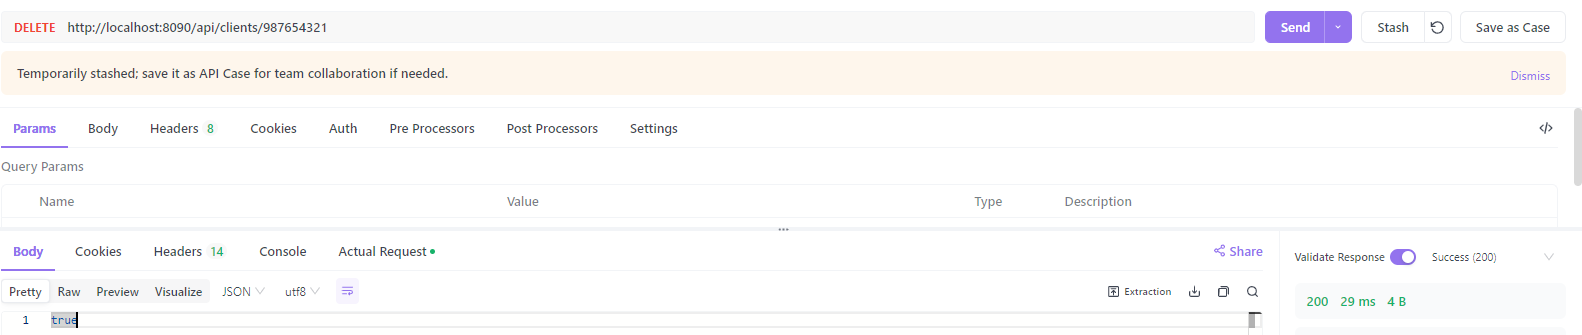 DELETE http://localhost:8090/api/clients/987654321 Send Stash Save as Case
Temporarily stashed; save it as API Case for team collaboration if needed. Dismiss
Params Body Headers 8 Cookies Auth Pre Processors Post Processors Settings </>
Query Params
Name Value Type Description
Body Cookies Headers 14 Console Actual Request Share
Validate Response Success (200)
Pretty Raw Preview Visualize JSON utf8 Extraction
200 29 ms 4 B
1 true